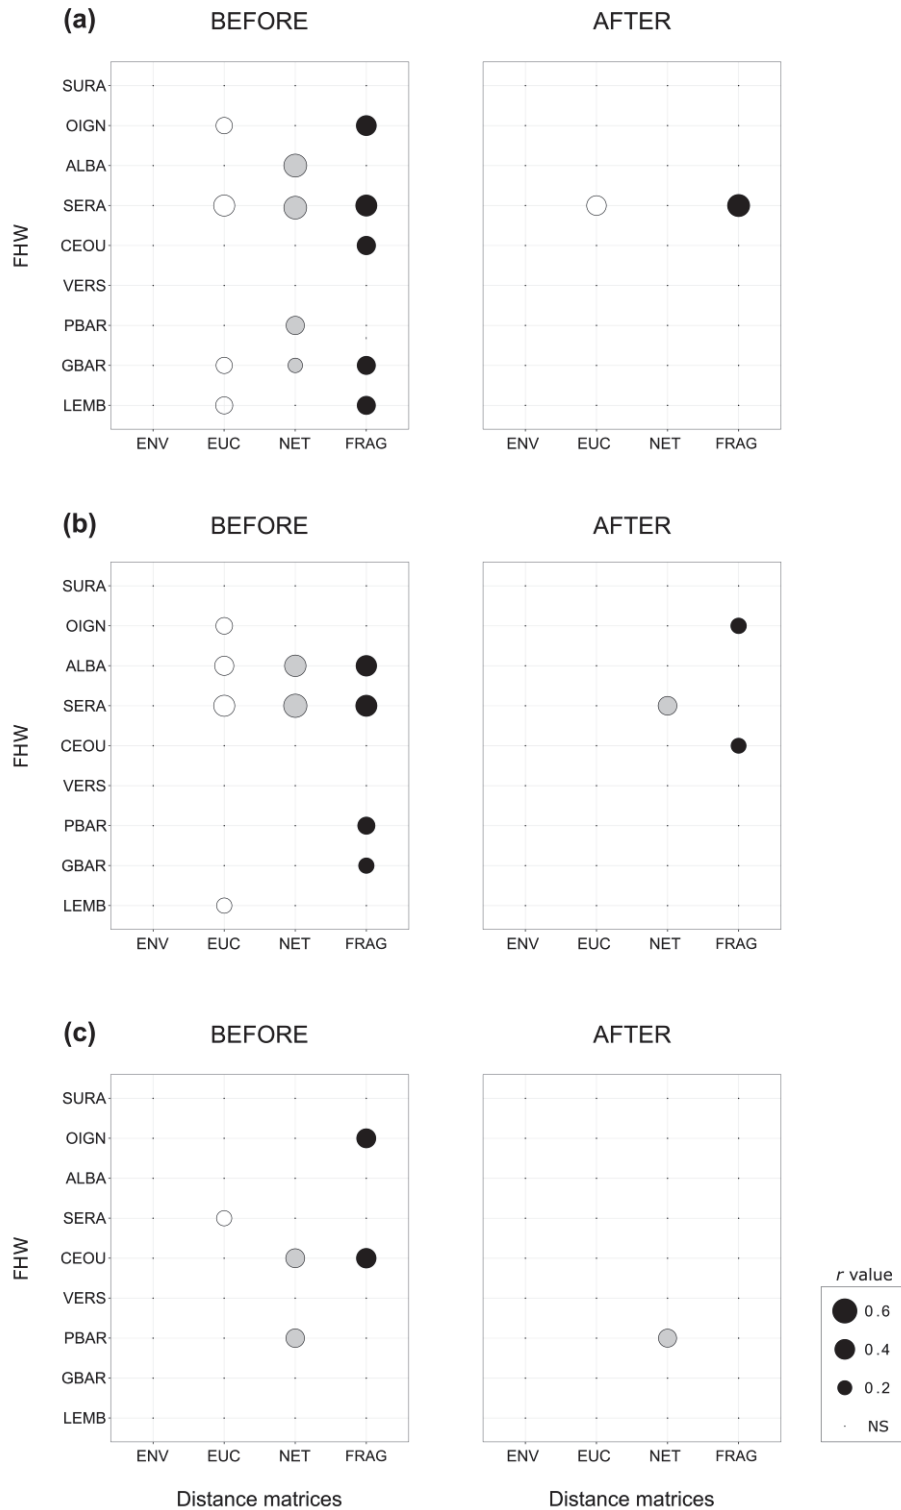 (a) BEFORE AFTER
SURA
OIGN
ALBA
SERA
CEOU
VERS
PBAR
GBAR
LEMB
FHW
ENV EUC NET FRAG ENV EUC NET FRAG
(b) BEFORE AFTER
SURA
OIGN
ALBA
SERA
CEOU
VERS
PBAR
GBAR
LEMB
FHW
ENV EUC NET FRAG ENV EUC NET FRAG
(c) BEFORE AFTER
SURA
OIGN
ALBA
SERA
CEOU
VERS
PBAR
GBAR
LEMB
FHW
ENV EUC NET FRAG ENV EUC NET FRAG
Distance matrices Distance matrices
r value
0.6
0.4
0.2
NS